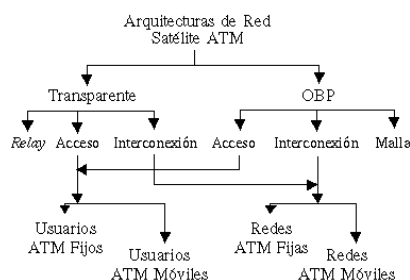 Arquitecturas de Red
Satélite ATM
Transparente OBP
Relay Acceso Interconexión Acceso Interconexión Malla
Usuarios
ATM Fijos
Usuarios
ATM Móviles
Redes
ATM Fijas
Redes
ATM Móviles